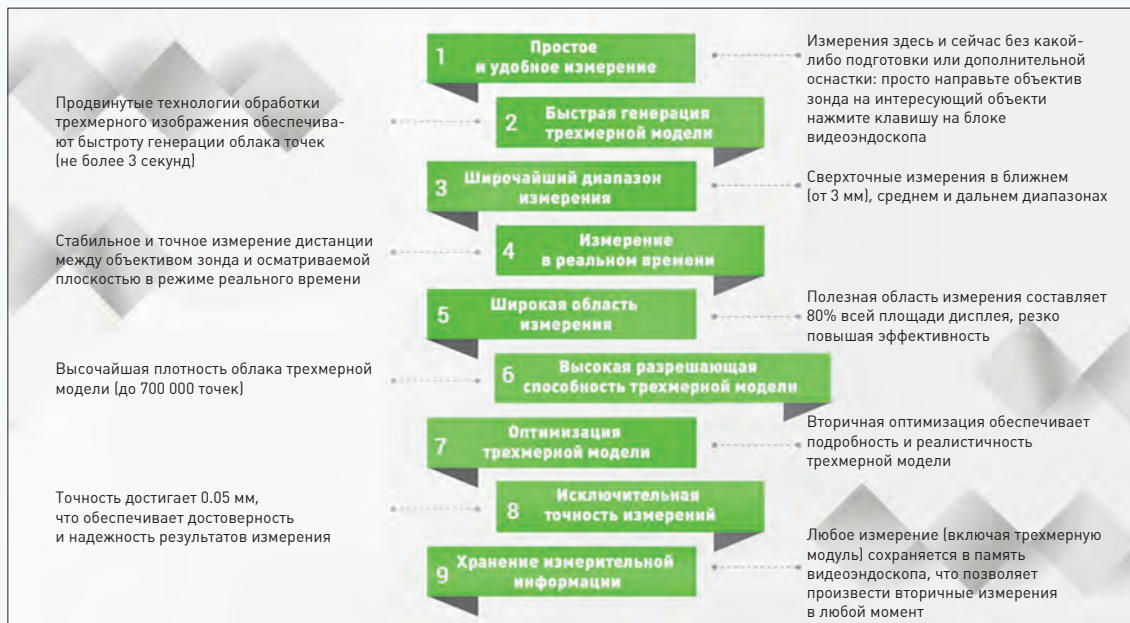 1 Простое
и удобное измерение
Измерения здесь и сейчас без какой-
либо подготовки или дополнительной
оснастки: просто направьте объектив
зонда на интересующий объекти
нажмите клавишу на блоке
видеоэндоскопа
2 Быстрая генерация
трехмерной модели
Продвинутые технологии обработки
трехмерного изображения обеспечива-
ют быстроту генерации облака точек
(не более 3 секунд)
3 Широчайший диапазон
измерения
Сверхточные измерения в ближнем
(от 3 мм), среднем и дальнем диапазонах
4 Измерение
в реальном времени
Стабильное и точное измерение дистанции
между объективом зонда и осматриваемой
плоскостью в режиме реального времени
5 Широкая область
измерения
Полезная область измерения составляет
80% всей площади дисплея, резко
повышая эффективность
6 Высокая разрешающая
способность трехмерной модели
Высочайшая плотность облака трехмерной
модели (до 700 000 точек)
7 Оптимизация
трехмерной модели
Вторичная оптимизация обеспечивает
подробность и реалистичность
трехмерной модели
8 Исключительная
точность измерений
Точность достигает 0.05 мм,
что обеспечивает достоверность
и надежность результатов измерения
9 Хранение измерительной
информации
Любое измерение (включая трехмерную
модуль) сохраняется в память
видеоэндоскопа, что позволяет
произвести вторичные измерения
в любой момент